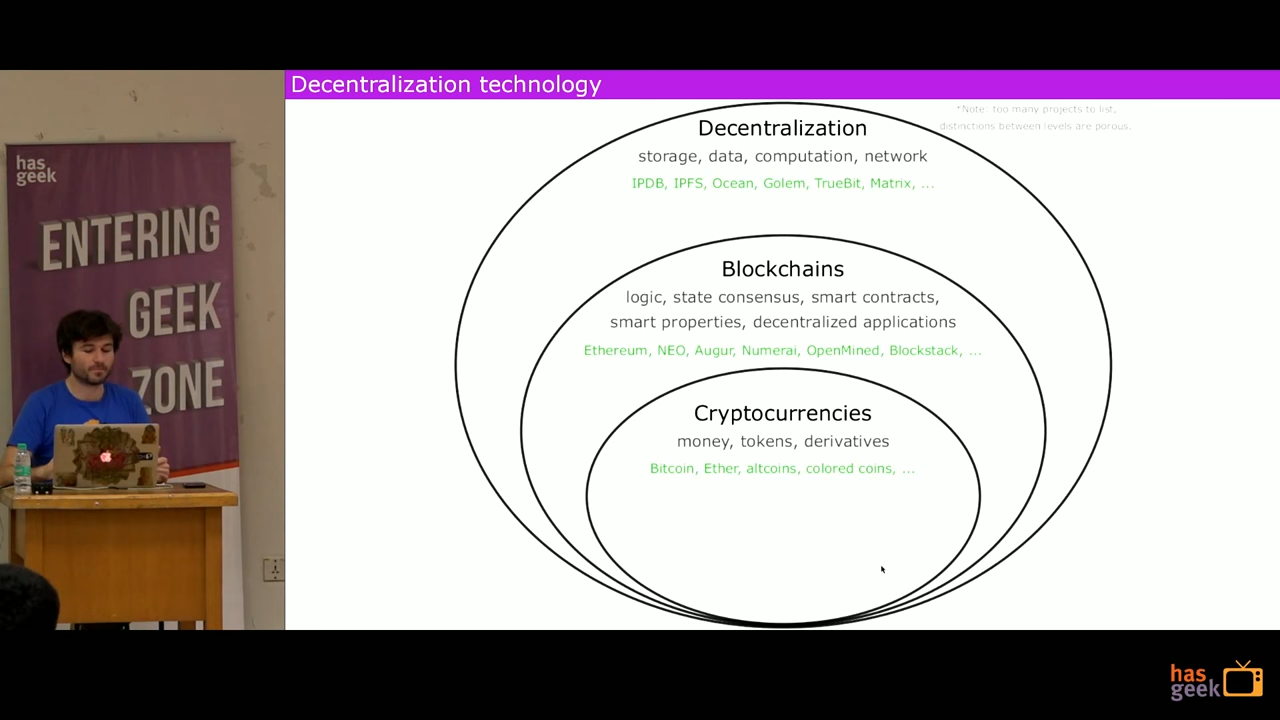 Decentralization technology
*Note: too many projects to list,
distinctions between levels are porous.
Decentralization
storage, data, computation, network
IPDB, IPFS, Ocean, Golem, TrueBit, Matrix, ...
Blockchains
logic, state consensus, smart contracts,
smart properties, decentralized applications
Ethereum, NEO, Augur, Numerai, OpenMined, Blockstack, ...
Cryptocurrencies
money, tokens, derivatives
Bitcoin, Ether, altcoins, colored coins, ...
has
geek
ENTERING
GEEK
ZONE
has
geek